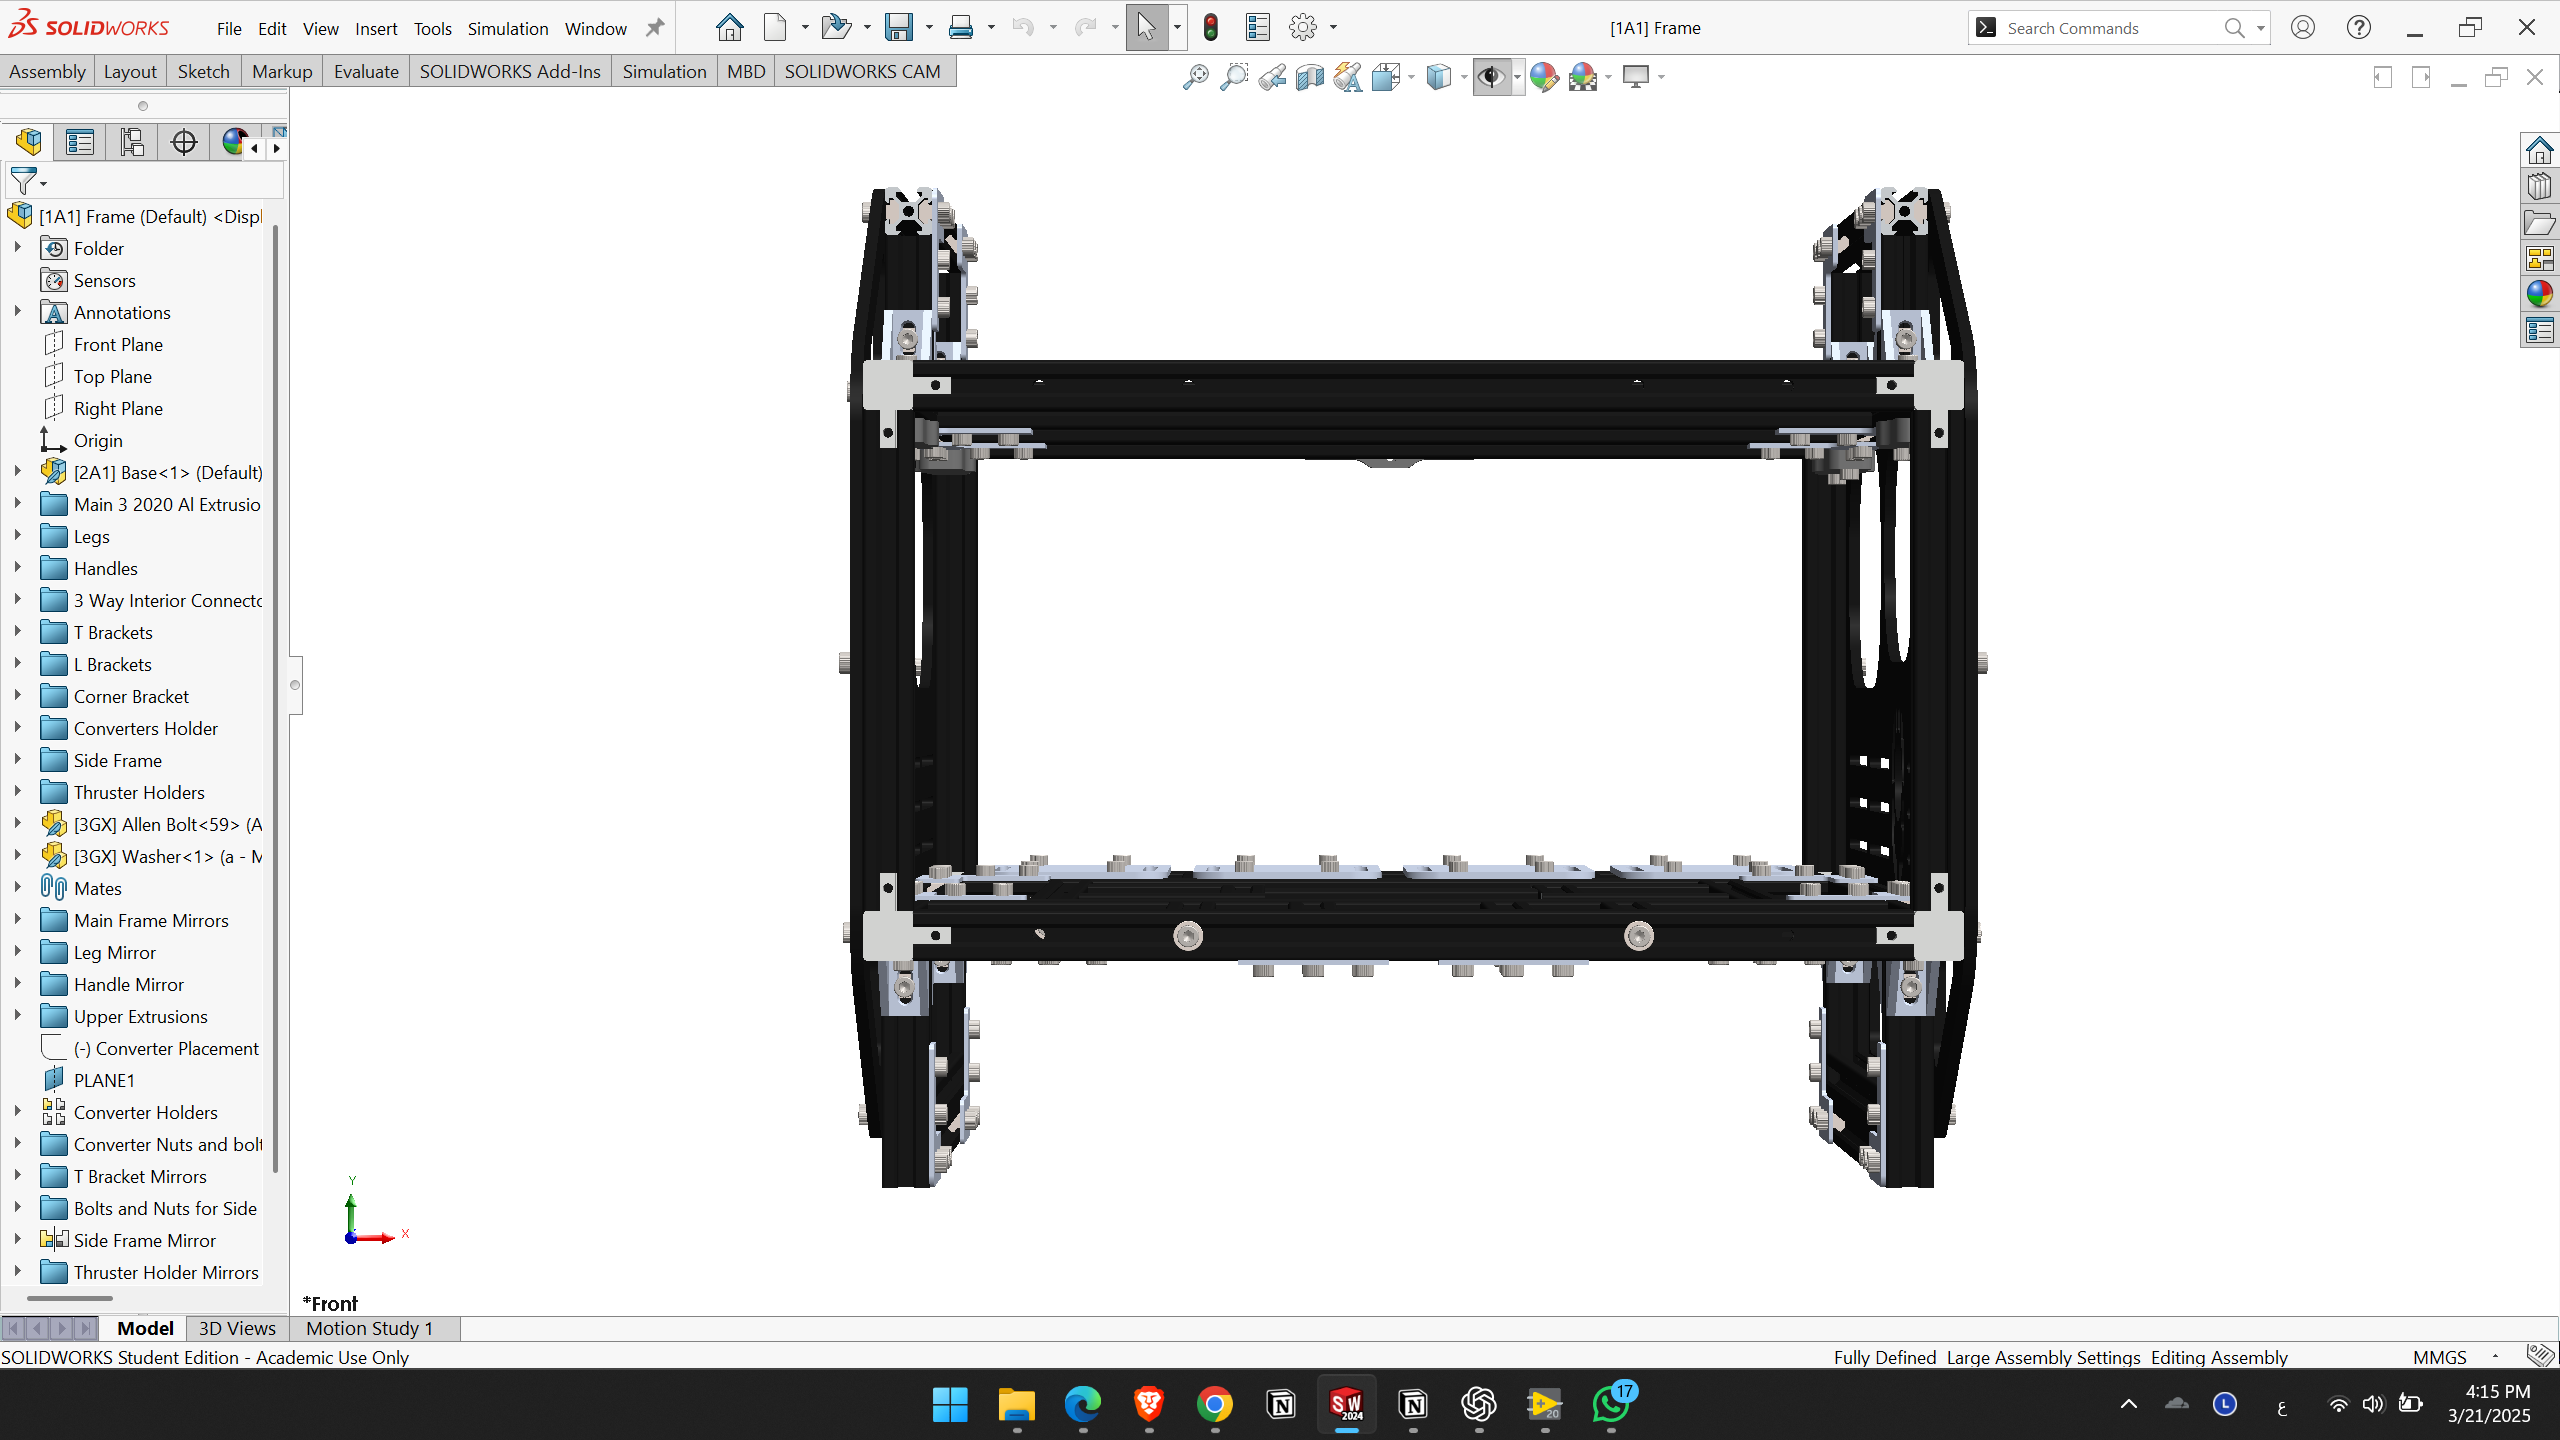 SOLIDWORKS File Edit View Insert Tools Simulation Window [1A1] Frame Search Commands
Assembly Layout Sketch Markup Evaluate SOLIDWORKS Add-Ins Simulation MBD SOLIDWORKS CAM
[1A1] Frame (Default) <Displ
Folder
Sensors
Annotations
Front Plane
Top Plane
Right Plane
Origin
[2A1] Base<1> (Default)
Main 3 2020 Al Extrusio
Legs
Handles
3 Way Interior Connecto
T Brackets
L Brackets
Corner Bracket
Converters Holder
Side Frame
Thruster Holders
[3GX] Allen Bolt<59> (A
[3GX] Washer<1> (a - M
Mates
Main Frame Mirrors
Leg Mirror
Handle Mirror
Upper Extrusions
(-) Converter Placement
PLANE1
Converter Holders
Converter Nuts and bolt
T Bracket Mirrors
Bolts and Nuts for Side
Side Frame Mirror
Thruster Holder Mirrors
Y
X
*Front
Model 3D Views Motion Study 1
SOLIDWORKS Student Edition - Academic Use Only Fully Defined Large Assembly Settings Editing Assembly MMGS
SW 2024
20
17
L
ع
4:15 PM
3/21/2025